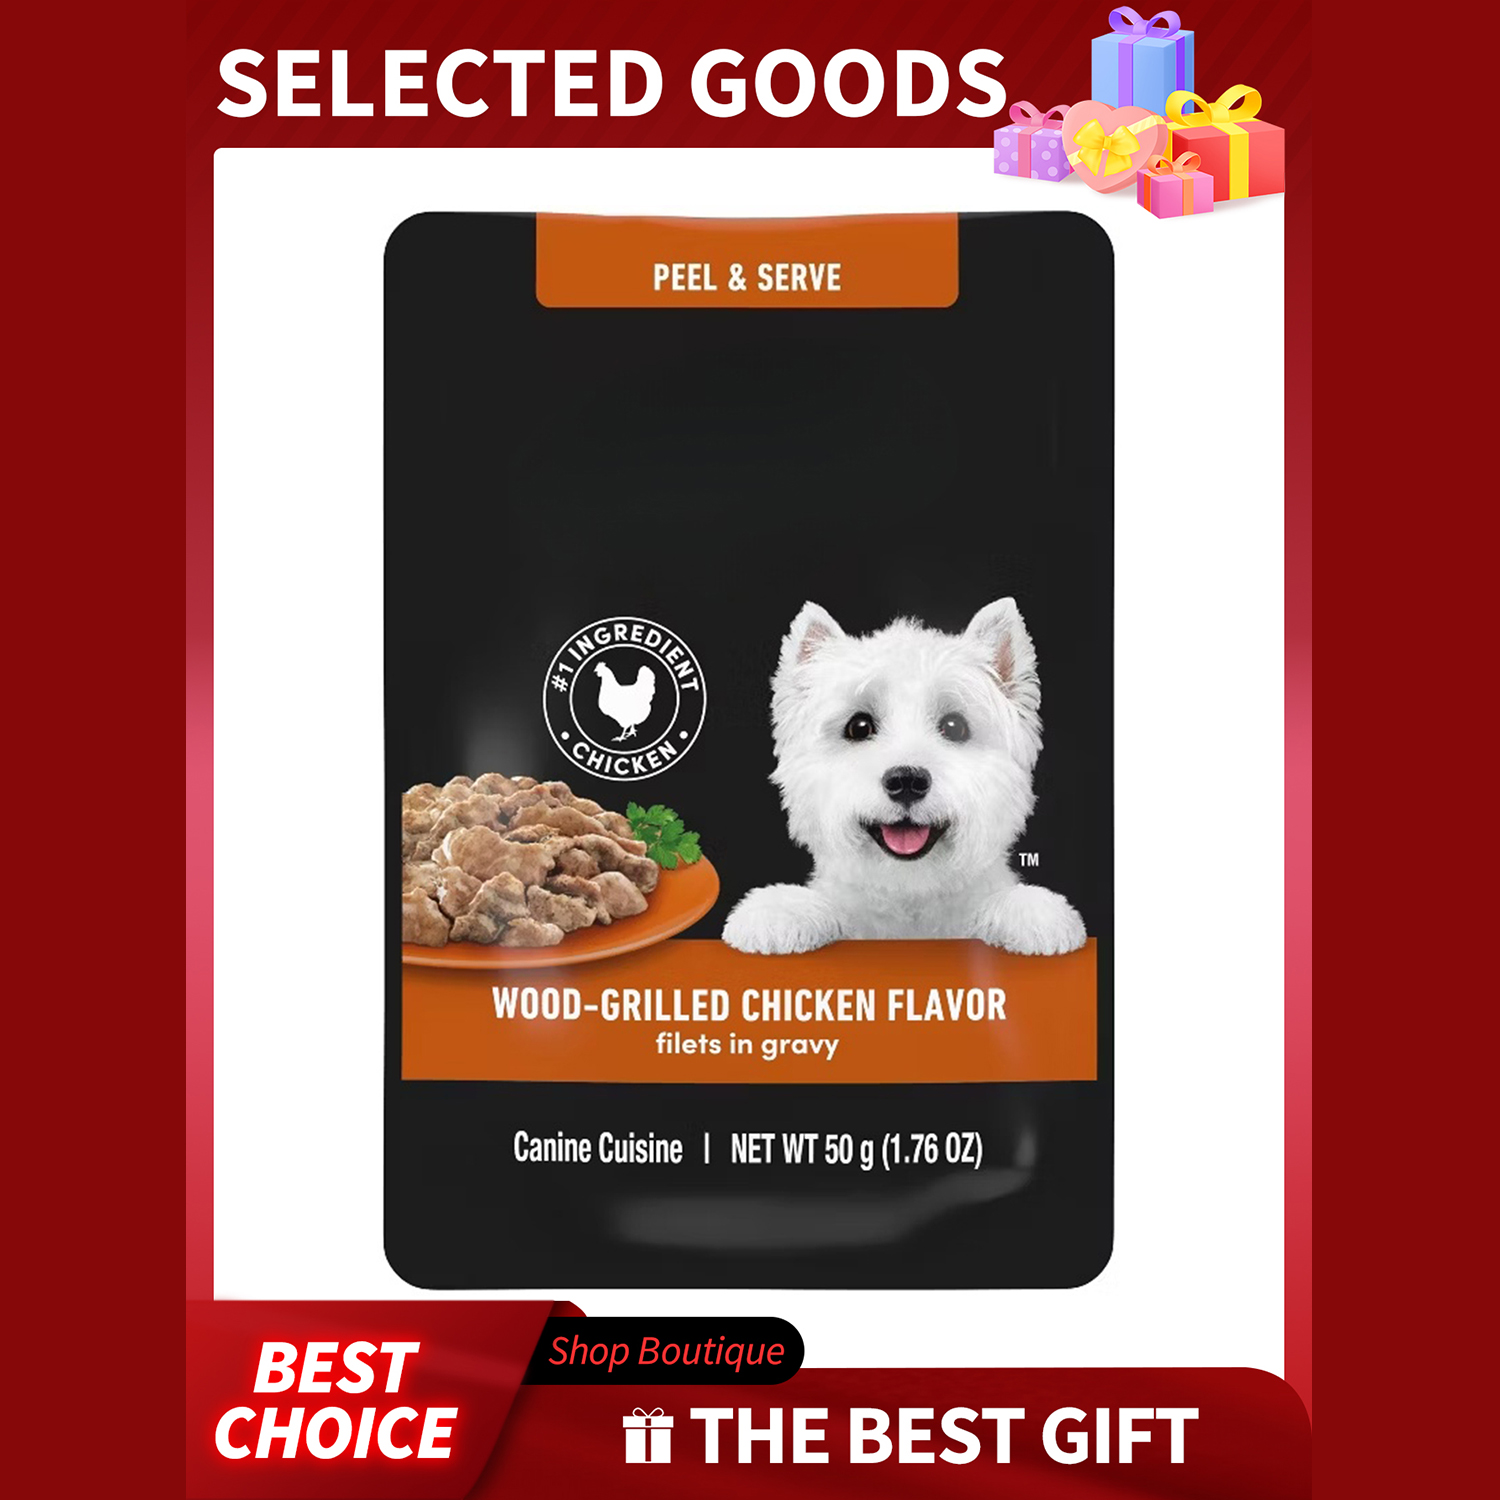 SELECTED GOODS
PEEL & SERVE
#1 INGREDIENT
• CHICKEN •
TM
WOOD-GRILLED CHICKEN FLAVOR
filets in gravy
Canine Cuisine | NET WT 50 g (1.76 OZ)
Shop Boutique
BEST
CHOICE
THE BEST GIFT